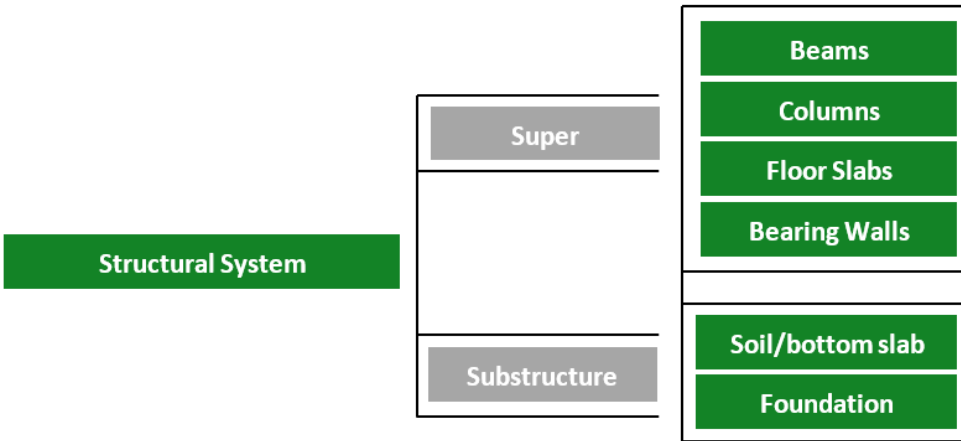 Structural System
Super
Substructure
Beams
Columns
Floor Slabs
Bearing Walls
Soil/bottom slab
Foundation